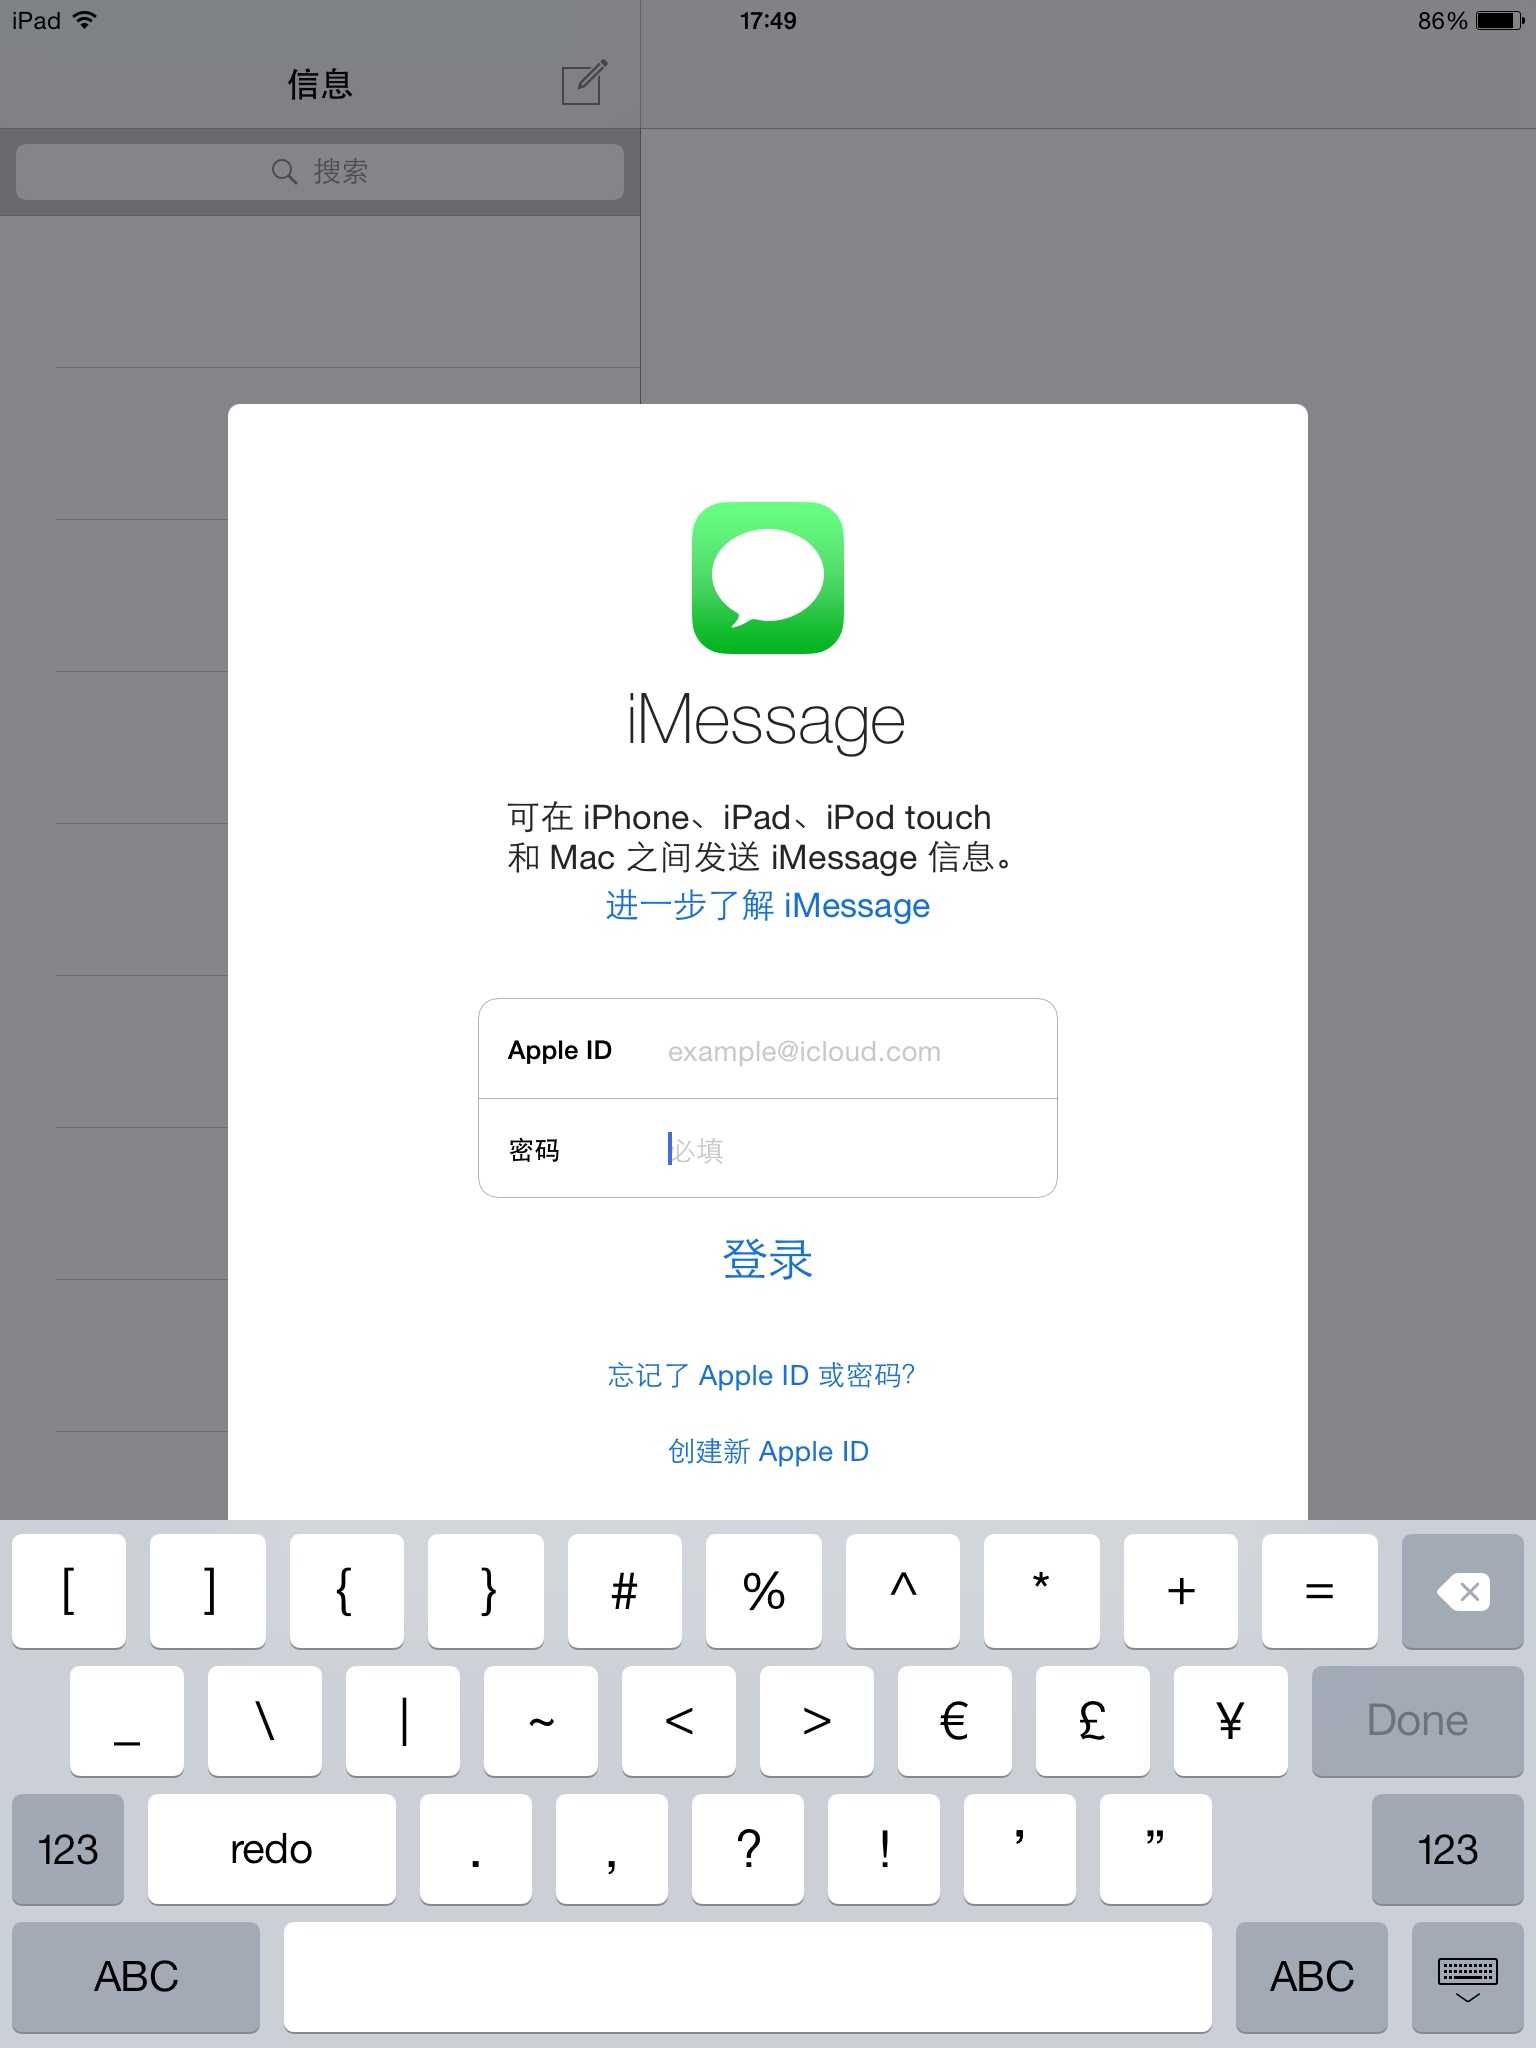 iPad 17:49 86%
信息
搜索
iMessage
可在 iPhone、iPad、iPod touch
和 Mac 之间发送 iMessage 信息。
进一步了解 iMessage
Apple ID example@icloud.com
密码 必填
登录
忘记了 Apple ID 或密码?
创建新 Apple ID
[ ] { } # % ^ * + =
_ \ | ~ < > € £ ¥ Done
123 redo . , ? ! ’ ” 123
ABC ABC